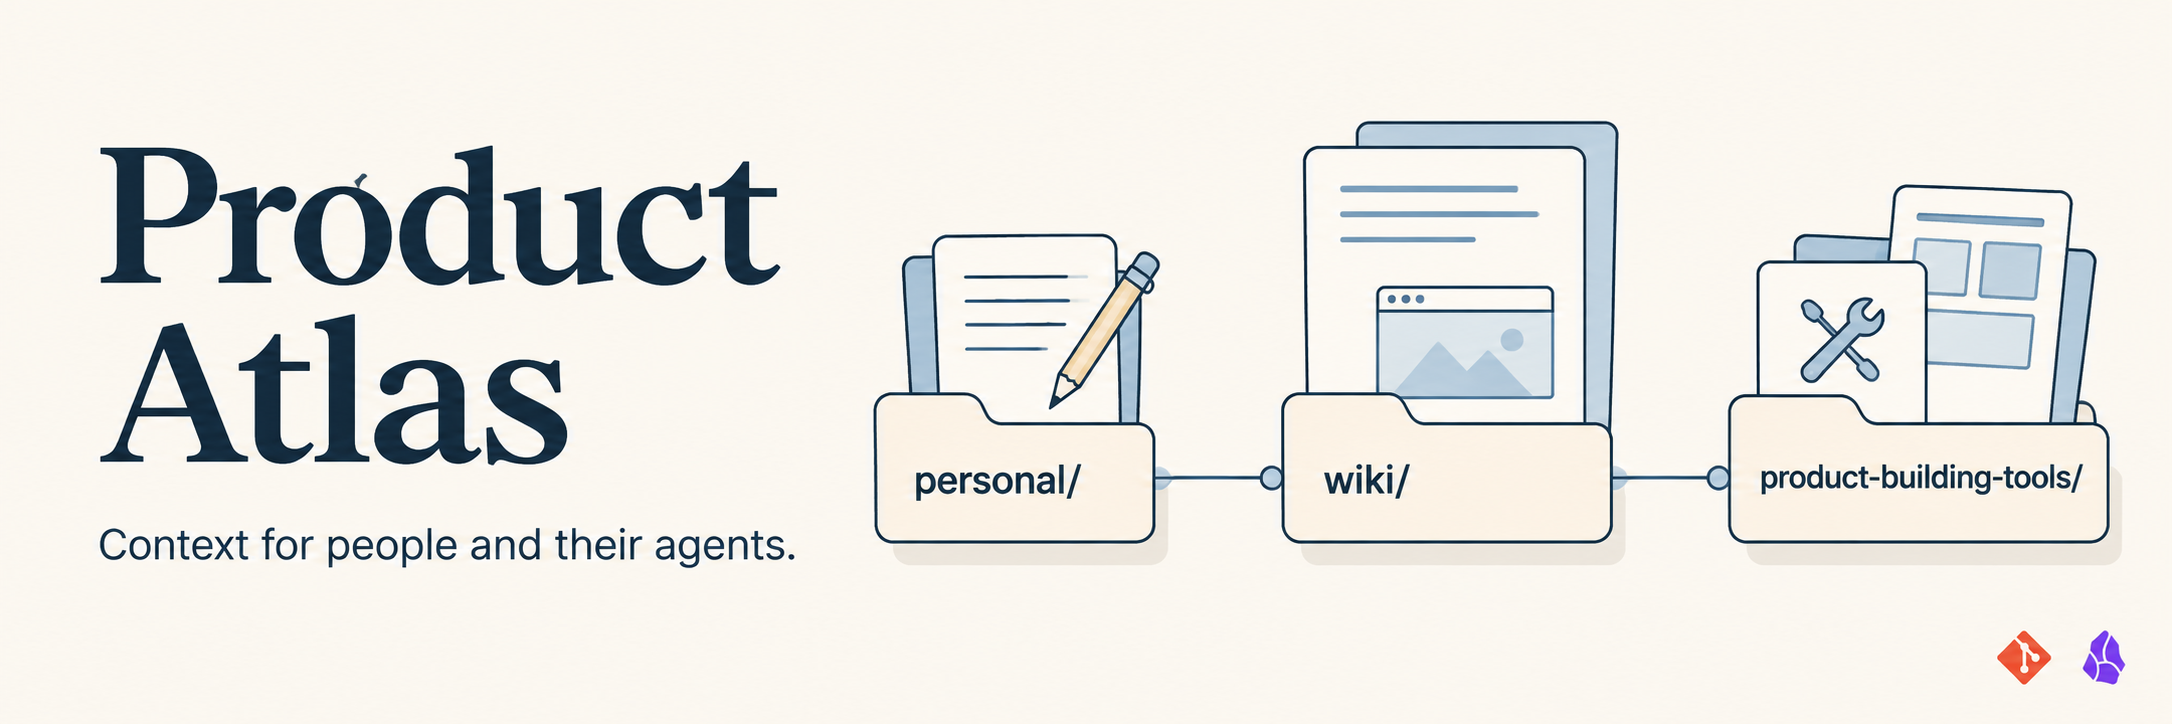 Product
Atlas
Context for people and their agents.
personal/
wiki/
product-building-tools/